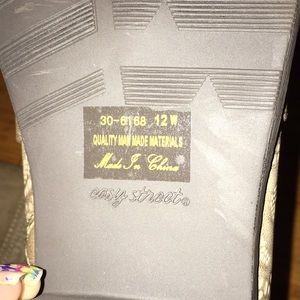 30-6168 12 W
QUALITY MAN MADE MATERIALS
Made In China
easy street®